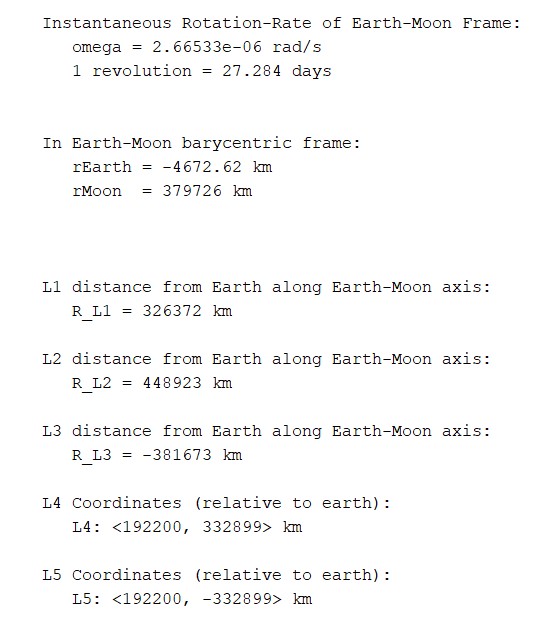 Instantaneous Rotation-Rate of Earth-Moon Frame:
omega = 2.66533e-06 rad/s
1 revolution = 27.284 days
In Earth-Moon barycentric frame:
rEarth = -4672.62 km
rMoon = 379726 km
L1 distance from Earth along Earth-Moon axis:
R_L1 = 326372 km
L2 distance from Earth along Earth-Moon axis:
R_L2 = 448923 km
L3 distance from Earth along Earth-Moon axis:
R_L3 = -381673 km
L4 Coordinates (relative to earth):
L4: <192200, 332899> km
L5 Coordinates (relative to earth):
L5: <192200, -332899> km